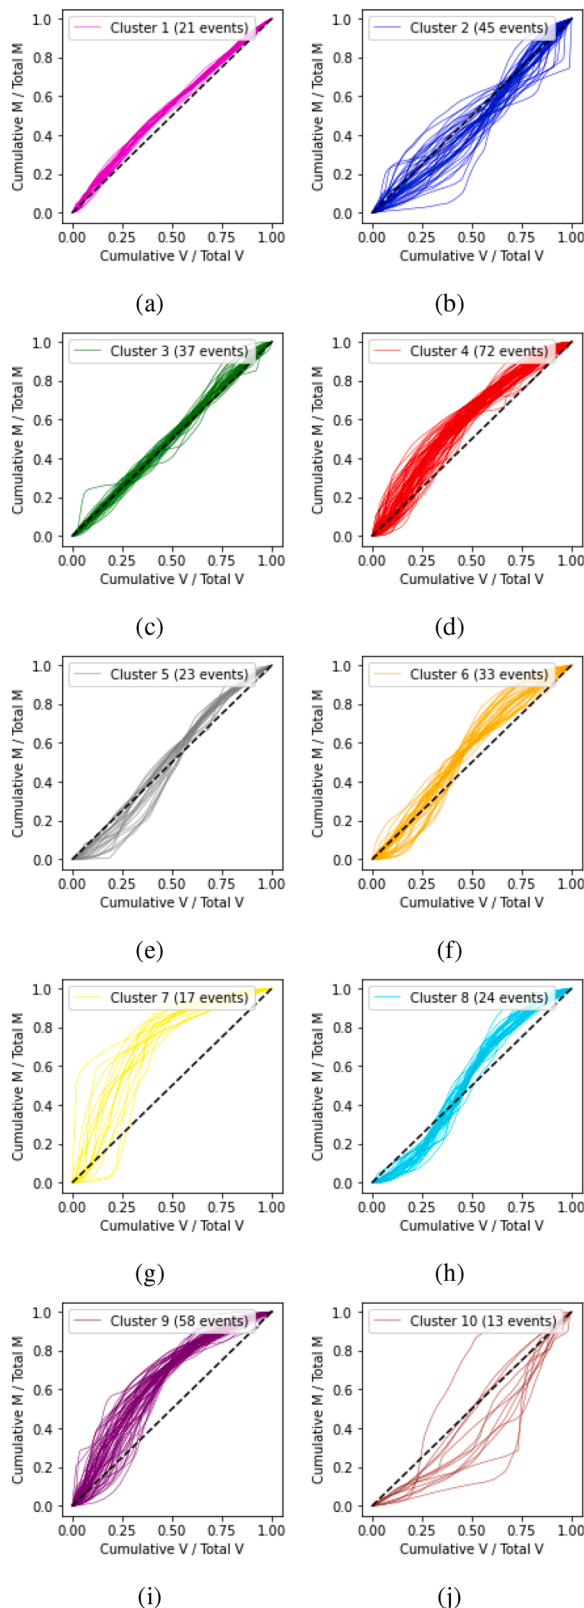 Cluster 1 (21 events)
Cumulative M / Total M
0.0
0.2
0.4
0.6
0.8
1.0
0.00 0.25 0.50 0.75 1.00
Cumulative V / Total V
(a)
Cluster 2 (45 events)
Cumulative M / Total M
0.0
0.2
0.4
0.6
0.8
1.0
0.00 0.25 0.50 0.75 1.00
Cumulative V / Total V
(b)
Cluster 3 (37 events)
Cumulative M / Total M
0.0
0.2
0.4
0.6
0.8
1.0
0.00 0.25 0.50 0.75 1.00
Cumulative V / Total V
(c)
Cluster 4 (72 events)
Cumulative M / Total M
0.0
0.2
0.4
0.6
0.8
1.0
0.00 0.25 0.50 0.75 1.00
Cumulative V / Total V
(d)
Cluster 5 (23 events)
Cumulative M / Total M
0.0
0.2
0.4
0.6
0.8
1.0
0.00 0.25 0.50 0.75 1.00
Cumulative V / Total V
(e)
Cluster 6 (33 events)
Cumulative M / Total M
0.0
0.2
0.4
0.6
0.8
1.0
0.00 0.25 0.50 0.75 1.00
Cumulative V / Total V
(f)
Cluster 7 (17 events)
Cumulative M / Total M
0.0
0.2
0.4
0.6
0.8
1.0
0.00 0.25 0.50 0.75 1.00
Cumulative V / Total V
(g)
Cluster 8 (24 events)
Cumulative M / Total M
0.0
0.2
0.4
0.6
0.8
1.0
0.00 0.25 0.50 0.75 1.00
Cumulative V / Total V
(h)
Cluster 9 (58 events)
Cumulative M / Total M
0.0
0.2
0.4
0.6
0.8
1.0
0.00 0.25 0.50 0.75 1.00
Cumulative V / Total V
(i)
Cluster 10 (13 events)
Cumulative M / Total M
0.0
0.2
0.4
0.6
0.8
1.0
0.00 0.25 0.50 0.75 1.00
Cumulative V / Total V
(j)